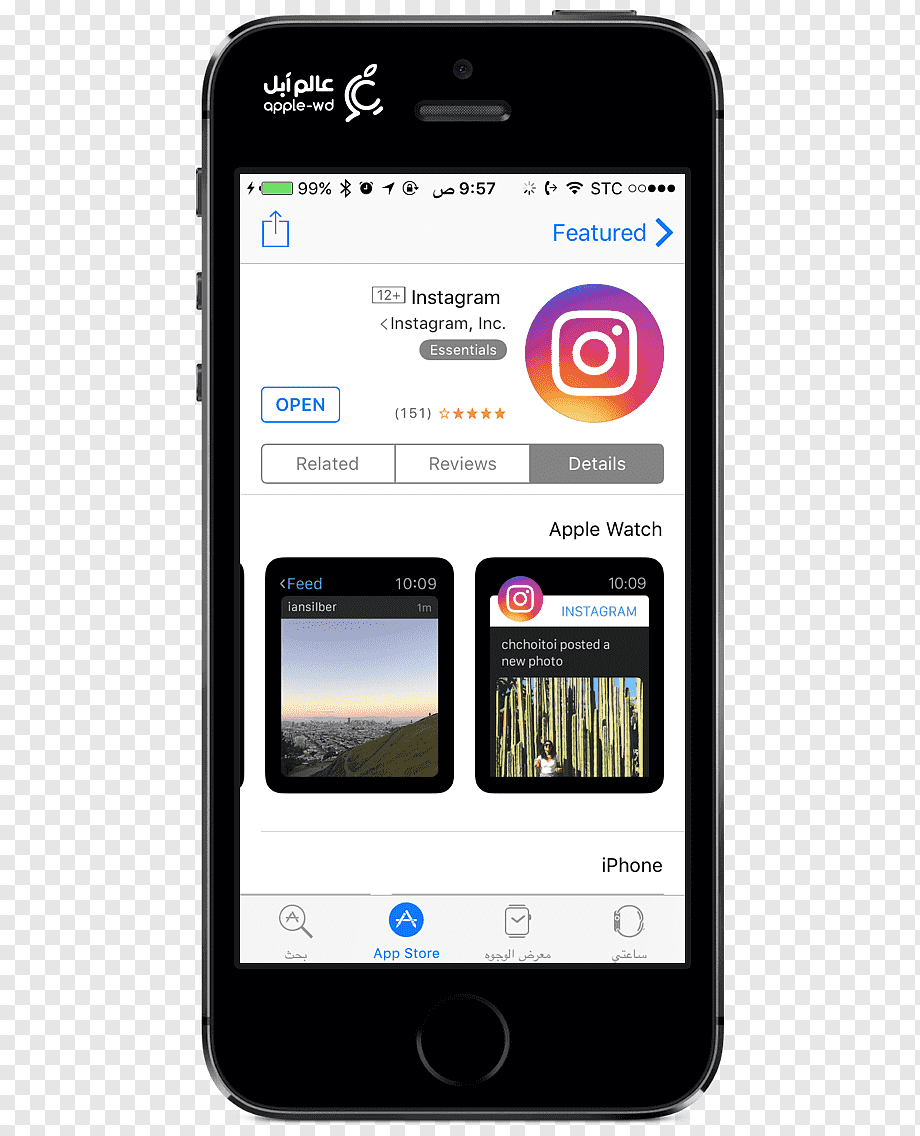 عالم آبل
apple-wd
99% 9:57 ص STC
Featured
12+ Instagram
Instagram, Inc.
Essentials
OPEN
(151)
Related Reviews Details
Apple Watch
Feed 10:09
iansilber 1m
10:09
INSTAGRAM
chchoitoi posted a
new photo
iPhone
بحث App Store معرض الوجوه ساعتي